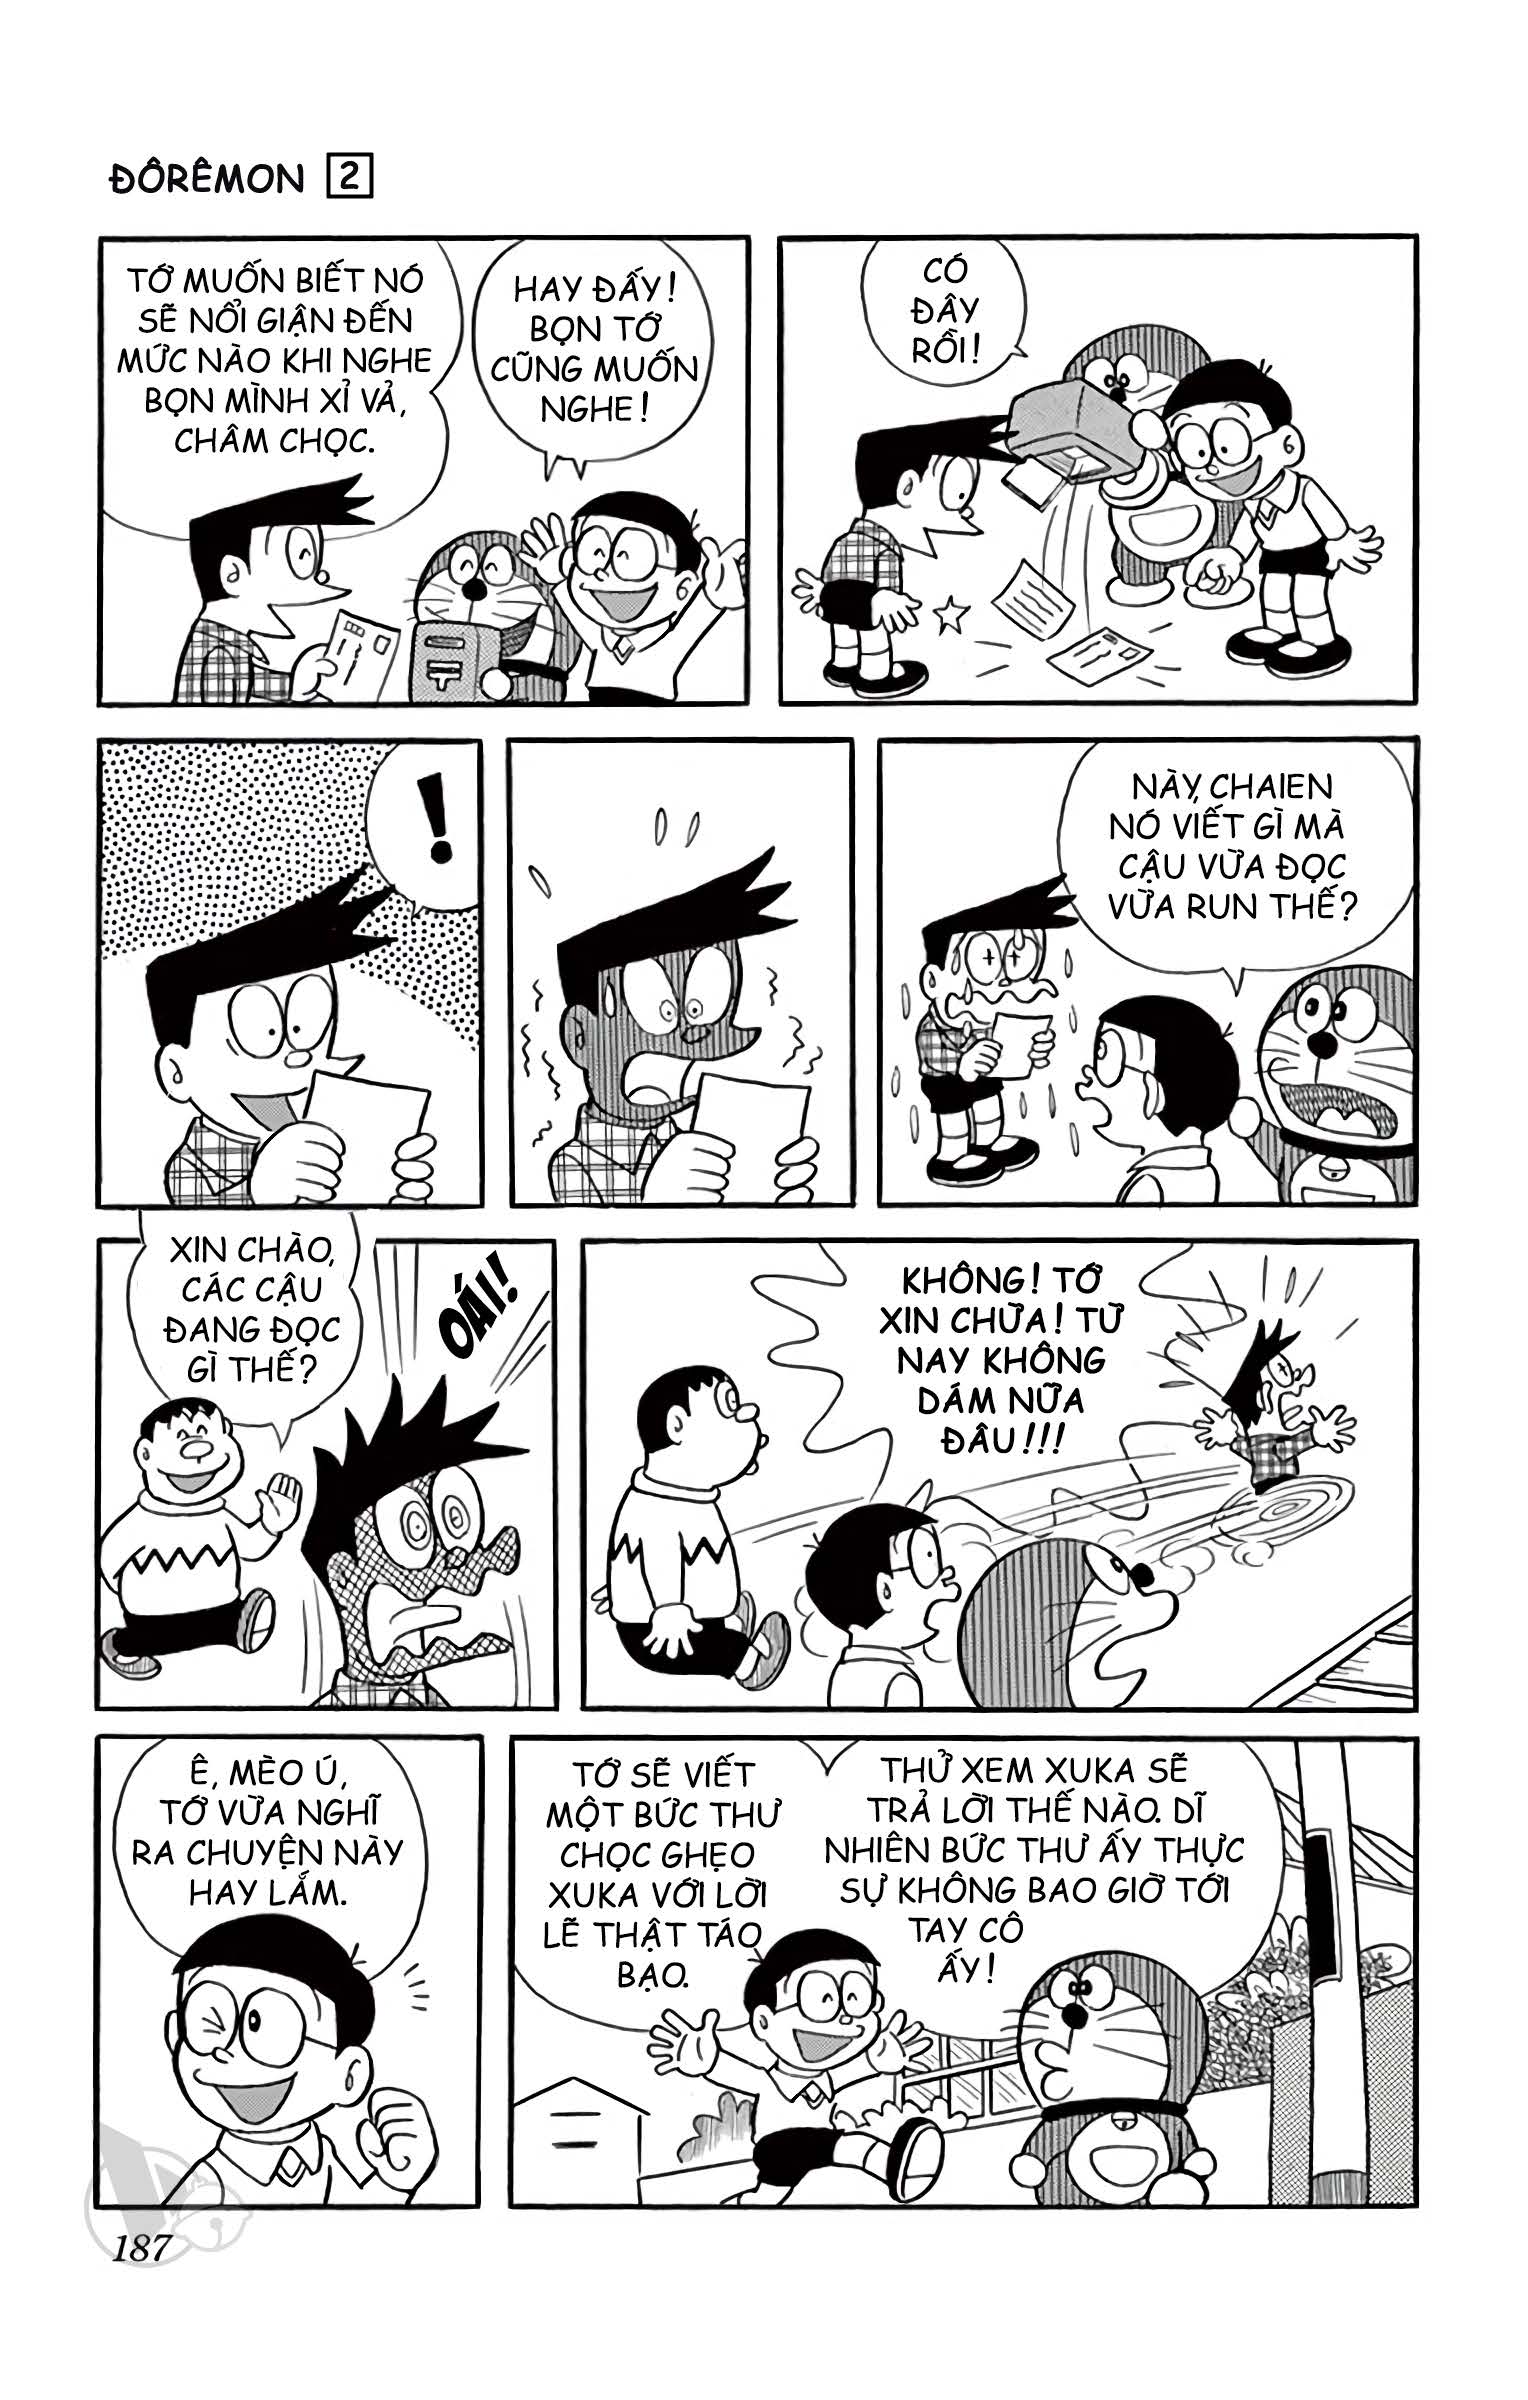 ĐÔRÊMON 2
TỚ MUỐN BIẾT NÓ
SẼ NỔI GIẬN ĐẾN
MỨC NÀO KHI NGHE
BỌN MÌNH XỈ VẢ,
CHÂM CHỌC.
HAY ĐẤY!
BỌN TỚ
CŨNG MUỐN
NGHE!
CÓ
ĐÂY
RỒI!
!
NÀY, CHAIEN
NÓ VIẾT GÌ MÀ
CẬU VỪA ĐỌC
VỪA RUN THẾ?
XIN CHÀO,
CÁC CẬU
ĐANG ĐỌC
GÌ THẾ?
OÁI!
KHÔNG! TỚ
XIN CHỪA! TỪ
NAY KHÔNG
DÁM NỮA
ĐÂU!!!
Ê, MÈO Ú,
TỚ VỪA NGHĨ
RA CHUYỆN NÀY
HAY LẮM.
TỚ SẼ VIẾT
MỘT BỨC THƯ
CHỌC GHẸO
XUKA VỚI LỜI
LẼ THẬT TÁO
BẠO.
THỬ XEM XUKA SẼ
TRẢ LỜI THẾ NÀO. DĨ
NHIÊN BỨC THƯ ẤY THỰC
SỰ KHÔNG BAO GIỜ TỚI
TAY CÔ
ẤY!
187